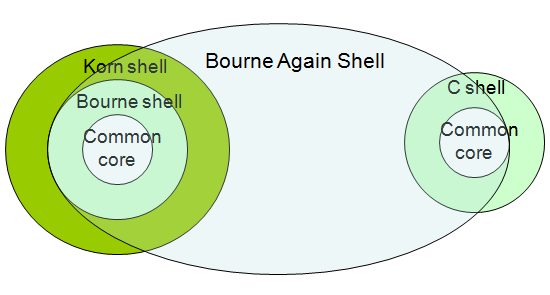 Bourne Again Shell
Korn shell
Bourne shell
Common
core
C shell
Common
core